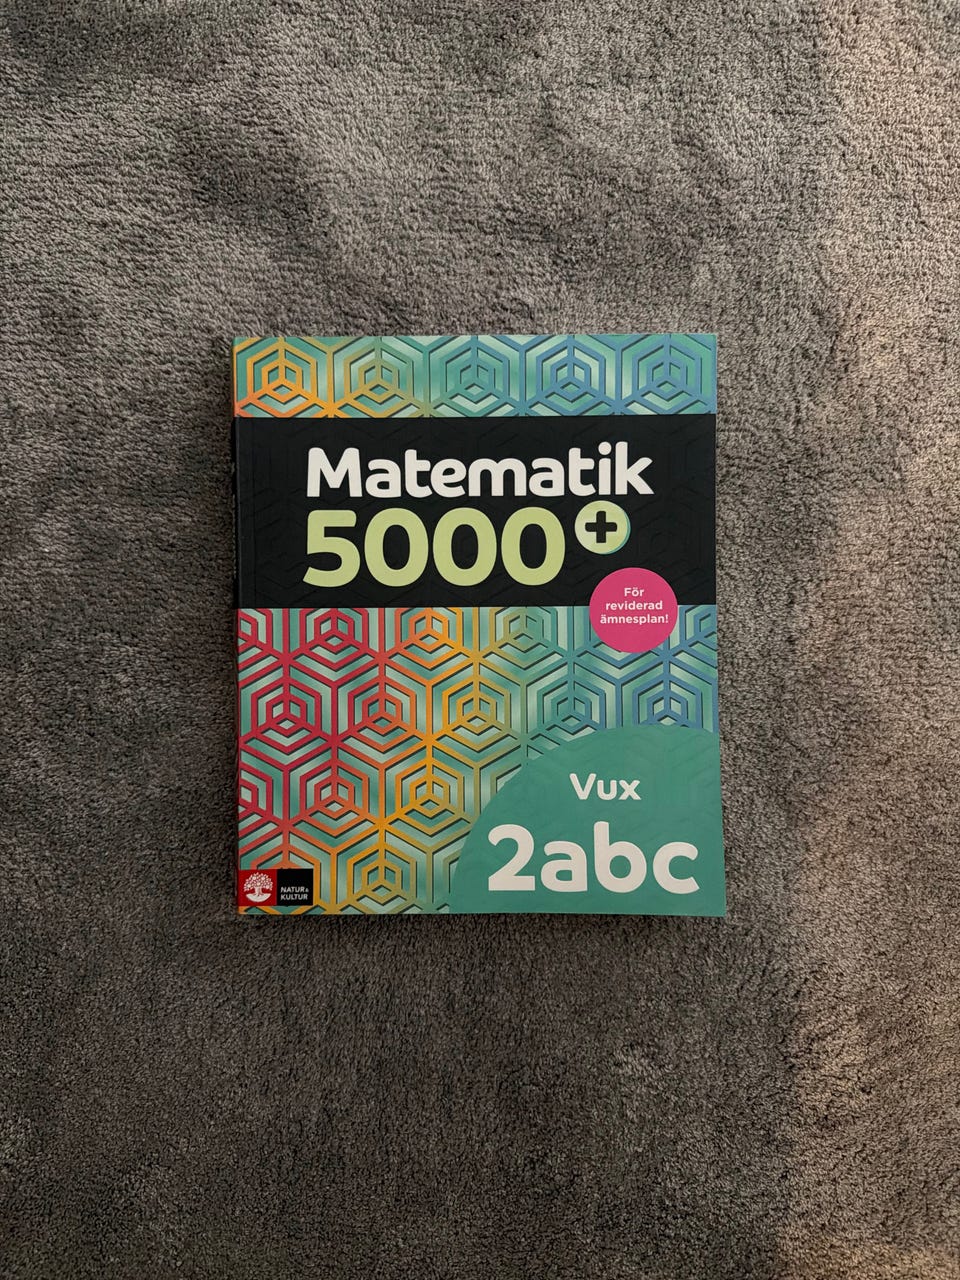 Matematik
5000+
För
reviderad
ämnesplan!
Vux
2abc
NATUR &
KULTUR